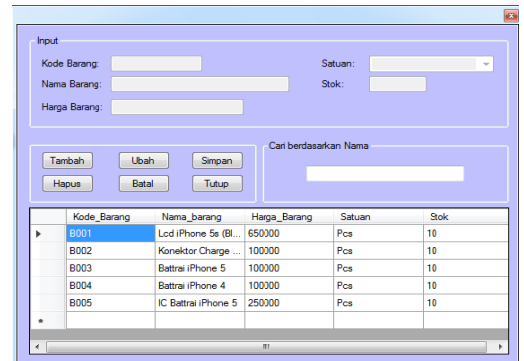 Input
Kode Barang: Satuan:
Nama Barang: Stok:
Harga Barang:
Tambah Ubah Simpan
Hapus Batal Tutup
Cari berdasarkan Nama
Kode_Barang Nama_barang Harga_Barang Satuan Stok
B001 Lcd iPhone 5s (Bl... 650000 Pcs 10
B002 Konektor Charge ... 100000 Pcs 10
B003 Battrai iPhone 5 100000 Pcs 10
B004 Battrai iPhone 4 100000 Pcs 10
B005 IC Battrai iPhone 5 250000 Pcs 10